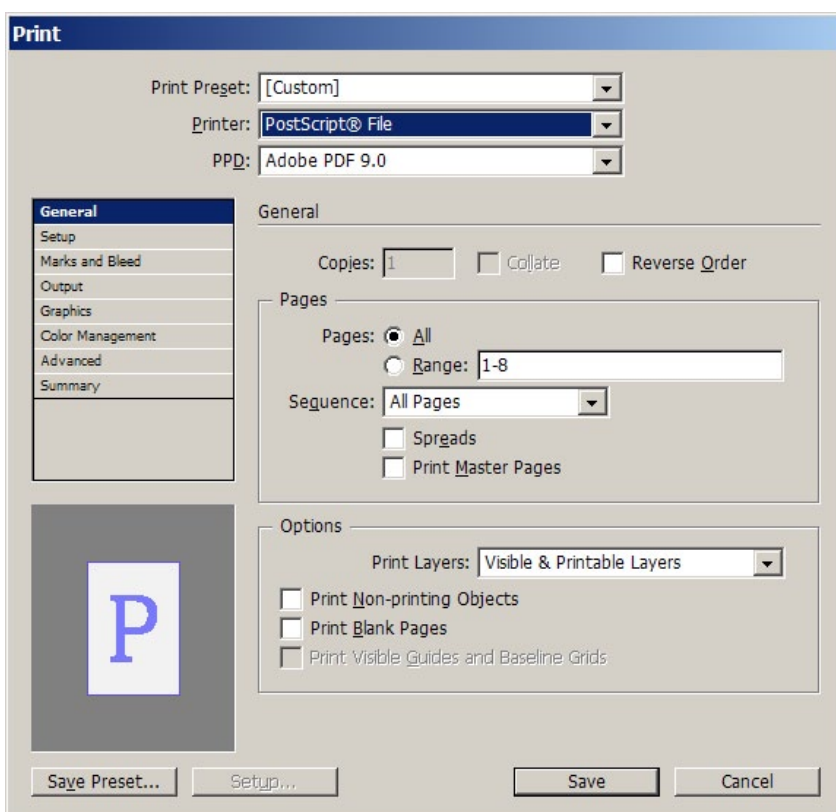 Print
Print Preset: [Custom]
Printer: PostScript® File
PPD: Adobe PDF 9.0
General
Setup
Marks and Bleed
Output
Graphics
Color Management
Advanced
Summary
General
Copies: 1 Collate Reverse Order
Pages
Pages: All
Range: 1-8
Sequence: All Pages
Spreads
Print Master Pages
Options
Print Layers: Visible & Printable Layers
Print Non-printing Objects
Print Blank Pages
Print Visible Guides and Baseline Grids
P
Save Preset... Setup... Save Cancel